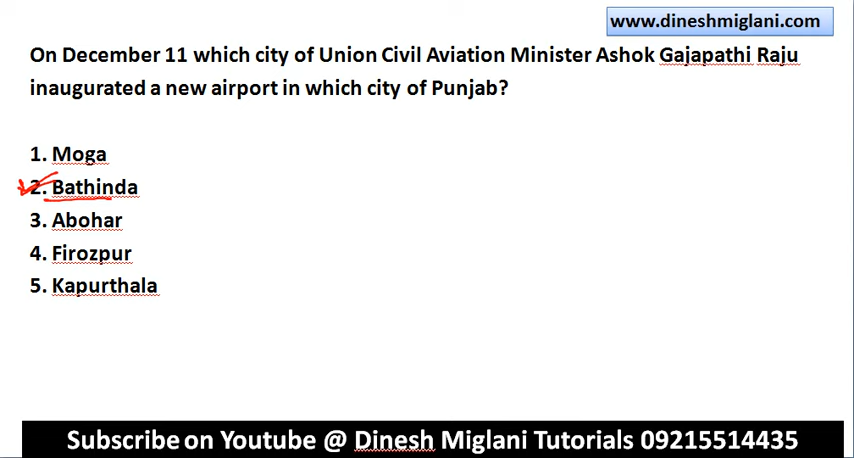 www.dineshmiglani.com
On December 11 which city of Union Civil Aviation Minister Ashok Gajapathi Raju
inaugurated a new airport in which city of Punjab?
1. Moga
2. Bathinda
3. Abohar
4. Firozpur
5. Kapurthala
Subscribe on Youtube @ Dinesh Miglani Tutorials 09215514435